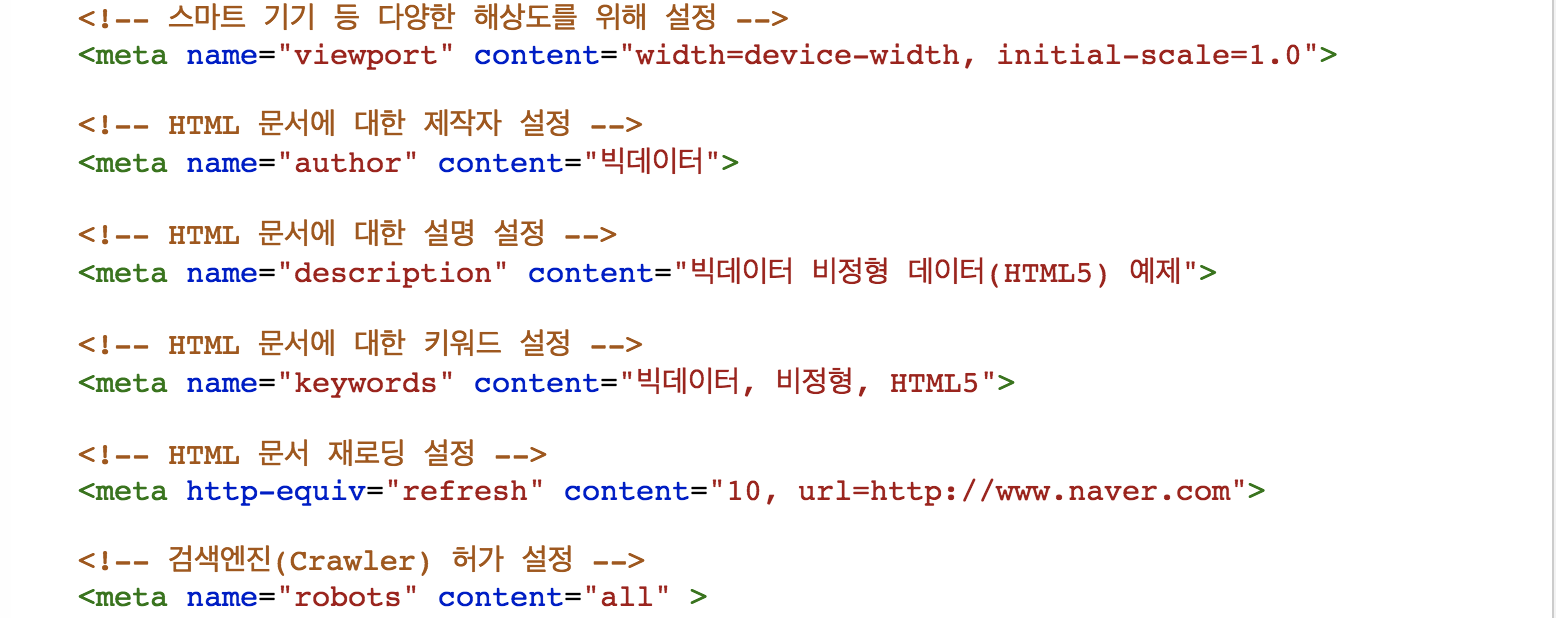 <!-- 스마트 기기 등 다양한 해상도를 위해 설정 -->
<meta name="viewport" content="width=device-width, initial-scale=1.0">
<!-- HTML 문서에 대한 제작자 설정 -->
<meta name="author" content="빅데이터">
<!-- HTML 문서에 대한 설명 설정 -->
<meta name="description" content="빅데이터 비정형 데이터(HTML5) 예제">
<!-- HTML 문서에 대한 키워드 설정 -->
<meta name="keywords" content="빅데이터, 비정형, HTML5">
<!-- HTML 문서 재로딩 설정 -->
<meta http-equiv="refresh" content="10, url=http://www.naver.com">
<!-- 검색엔진(Crawler) 허가 설정 -->
<meta name="robots" content="all" >